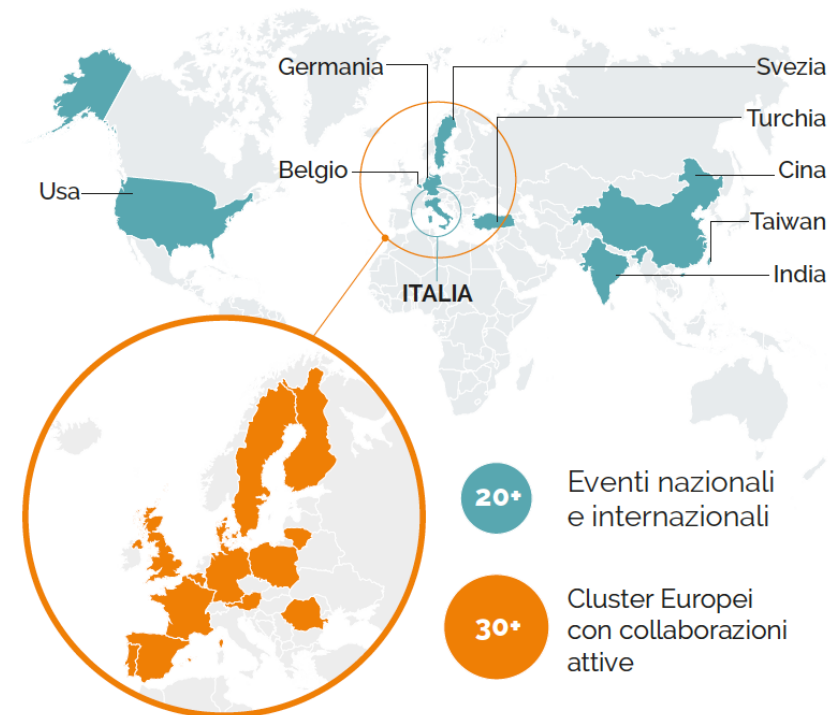 Germania
Svezia
Turchia
Belgio
Cina
Usa
Taiwan
India
ITALIA
20+
Eventi nazionali
e internazionali
30+
Cluster Europei
con collaborazioni
attive